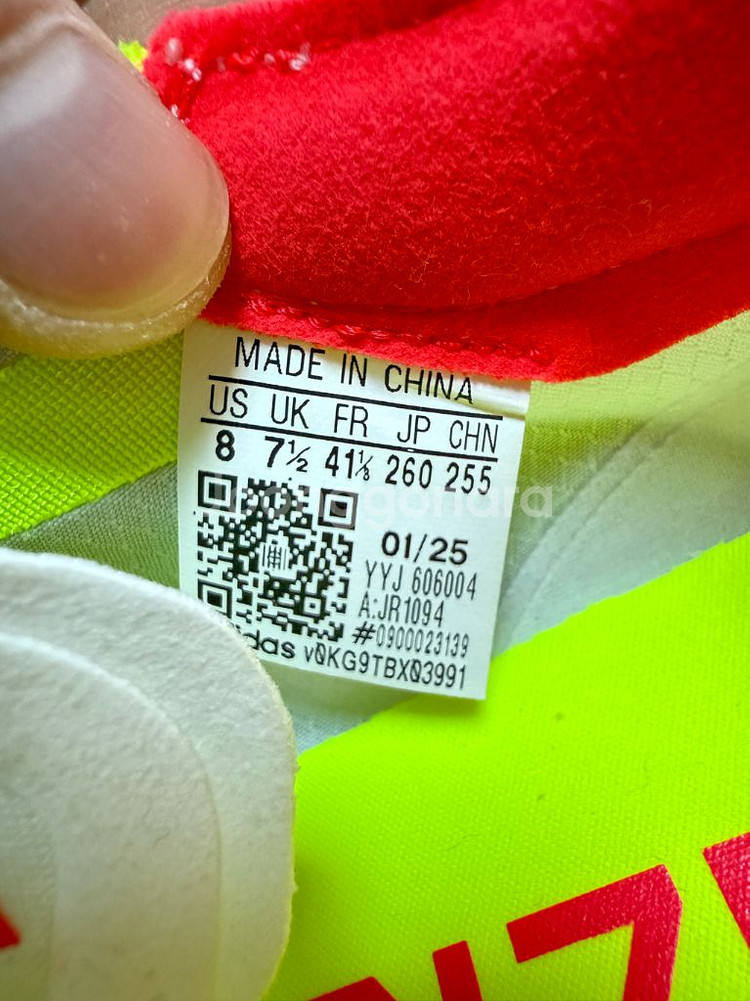 MADE IN CHINA
US UK FR JP CHN
8 7½ 41⅓ 260 255
01/25
YYJ 606004
A:JR1094
#0900023139
das v0KG9TBX03991